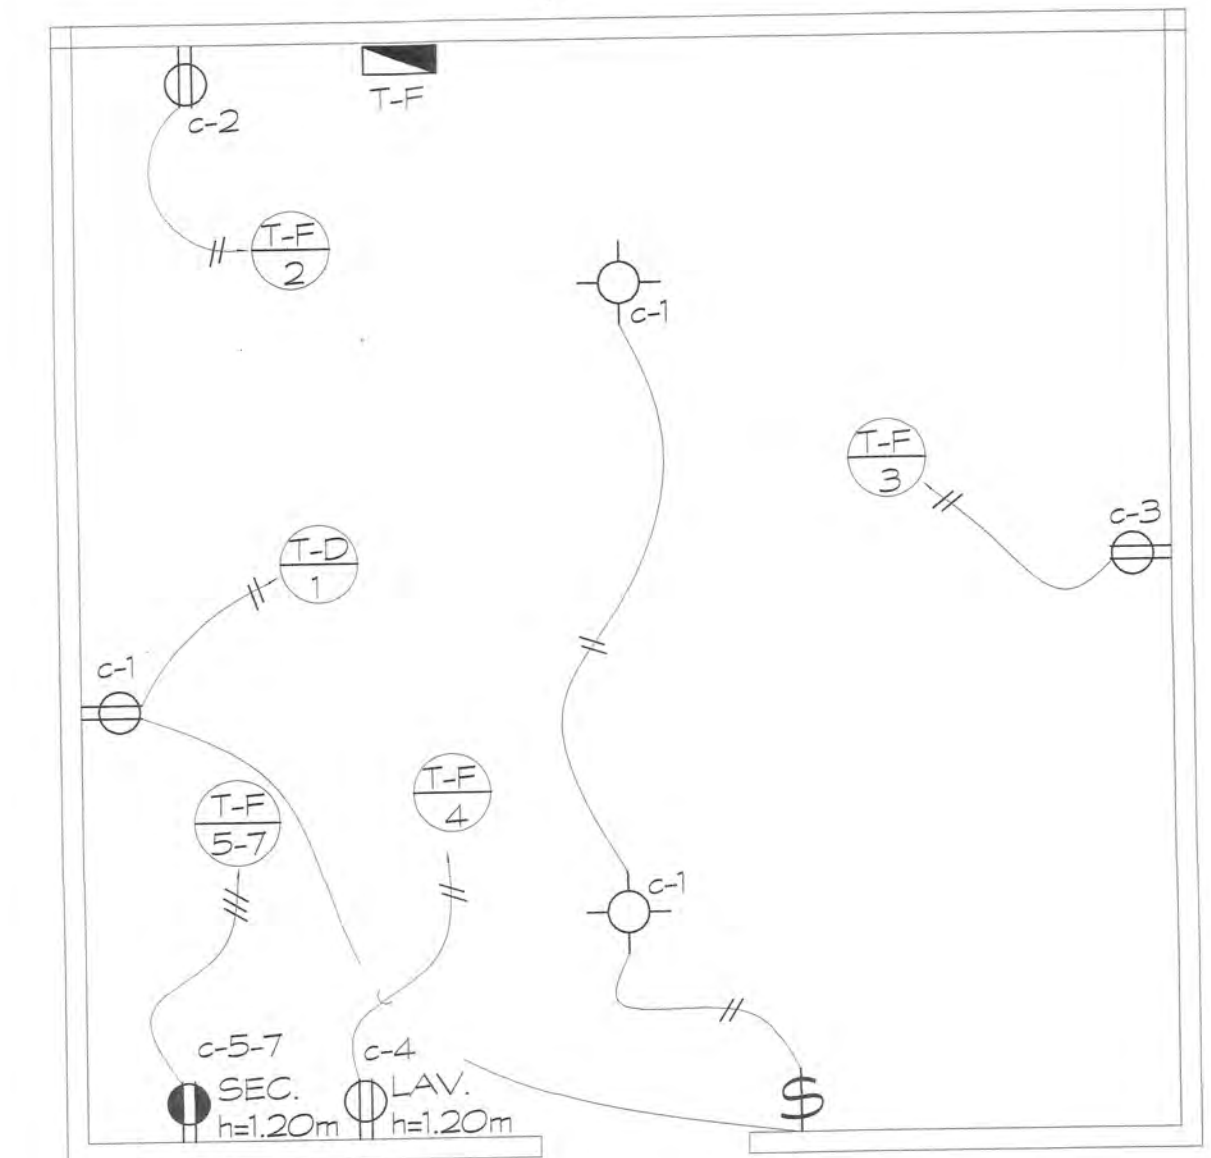 T-F
c-2
T-F
2
c-1
T-F
3
c-3
T-D
1
c-1
T-F
4
T-F
5-7
c-1
c-5-7
SEC.
h=1.20m
c-4
LAV.
h=1.20m
$